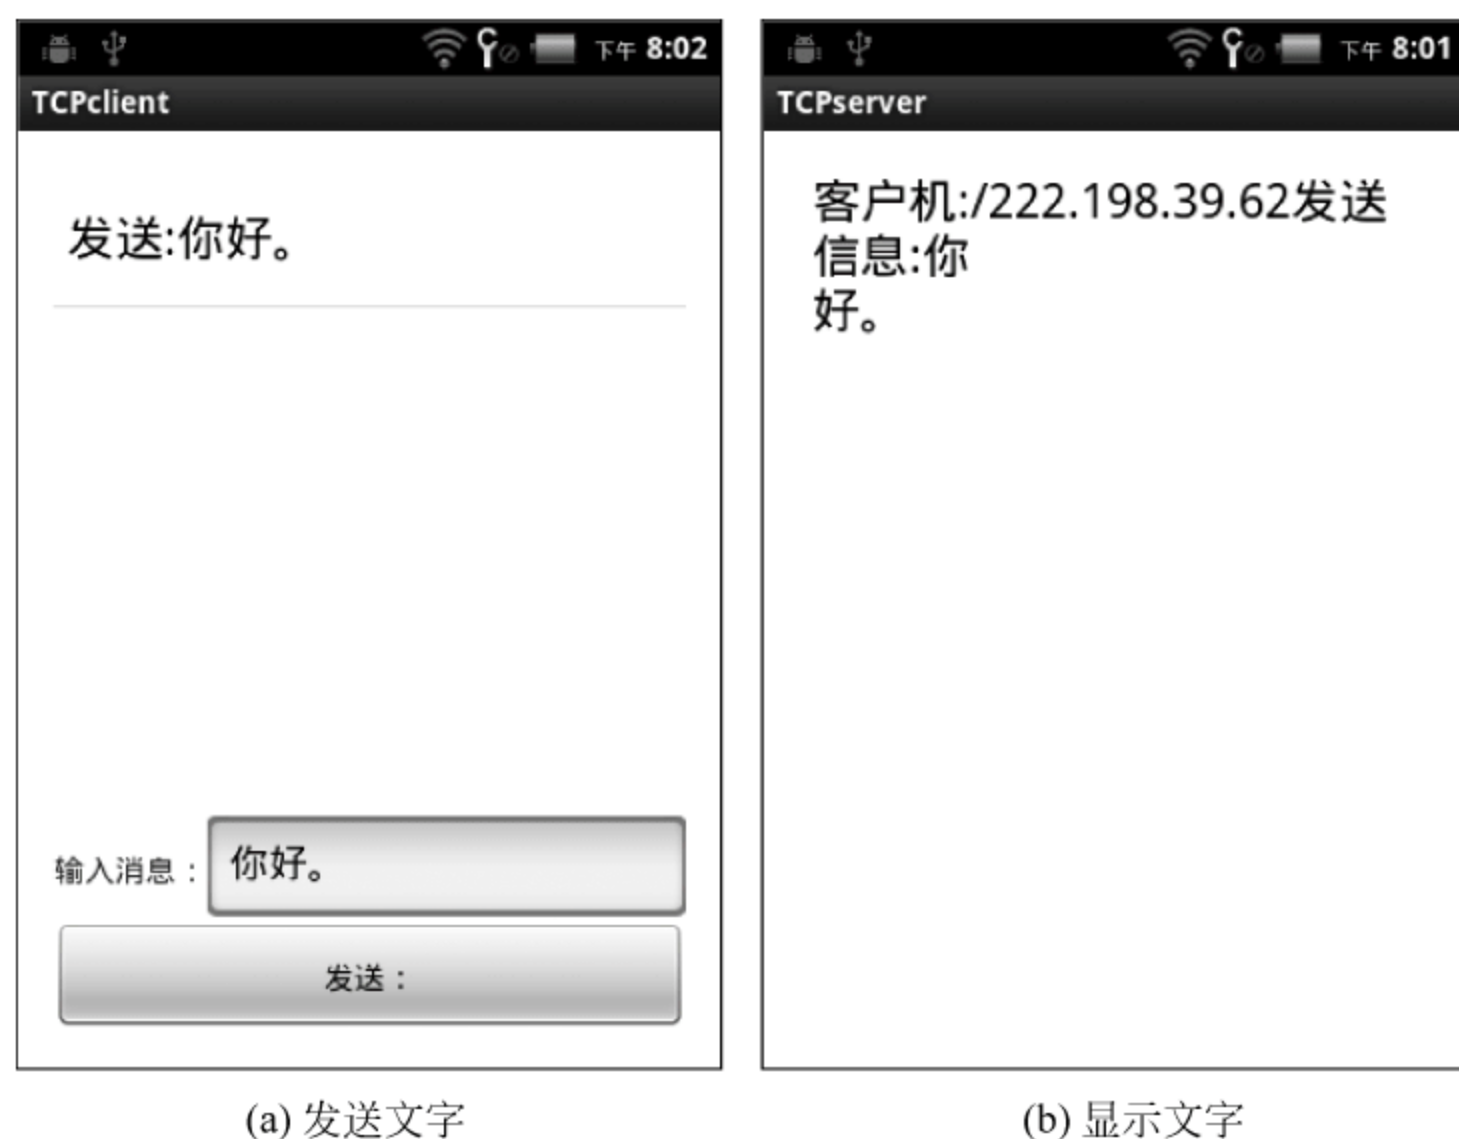 下午 8:02
TCPclient
发送:你好。
输入消息：
你好。
发送：
(a) 发送文字
下午 8:01
TCPserver
客户机:/222.198.39.62发送
信息:你
好。
(b) 显示文字